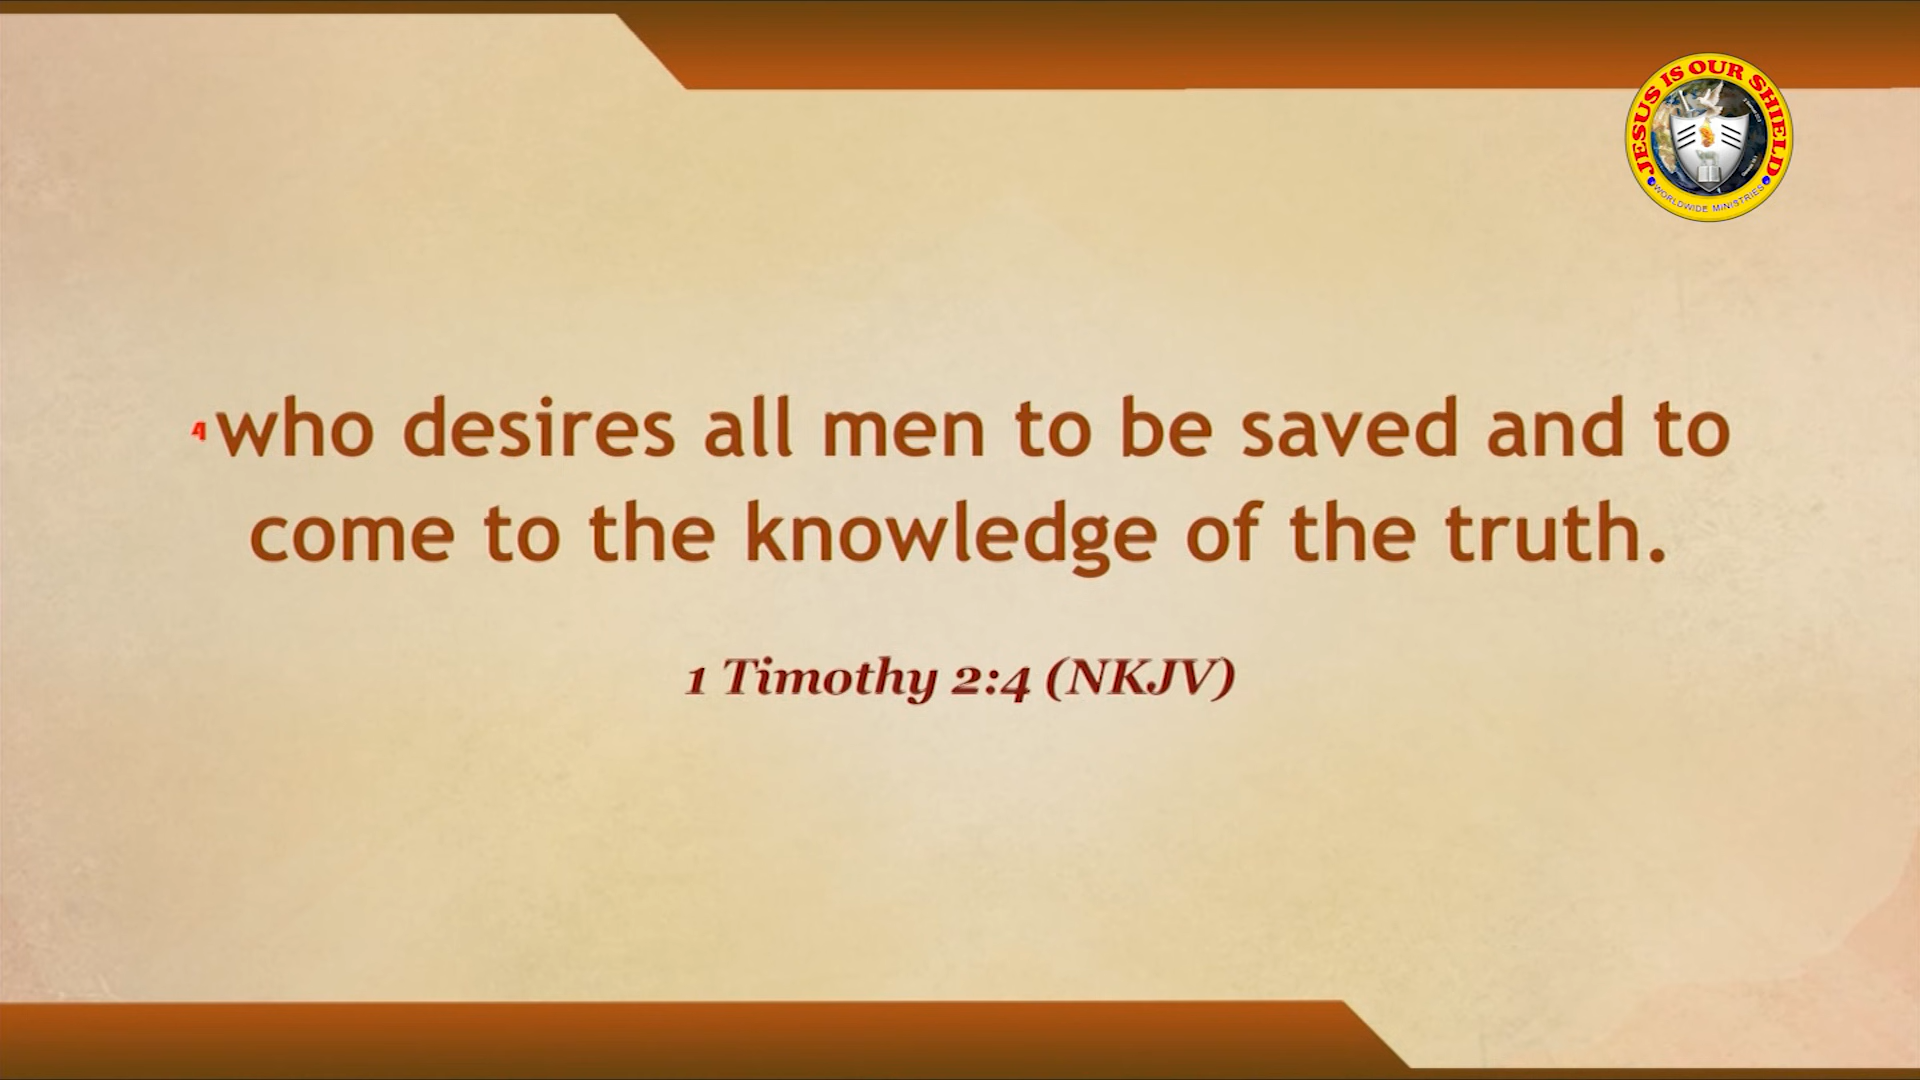 JESUS IS OUR SHIELD
WORLDWIDE MINISTRIES
4 who desires all men to be saved and to
come to the knowledge of the truth.
1 Timothy 2:4 (NKJV)